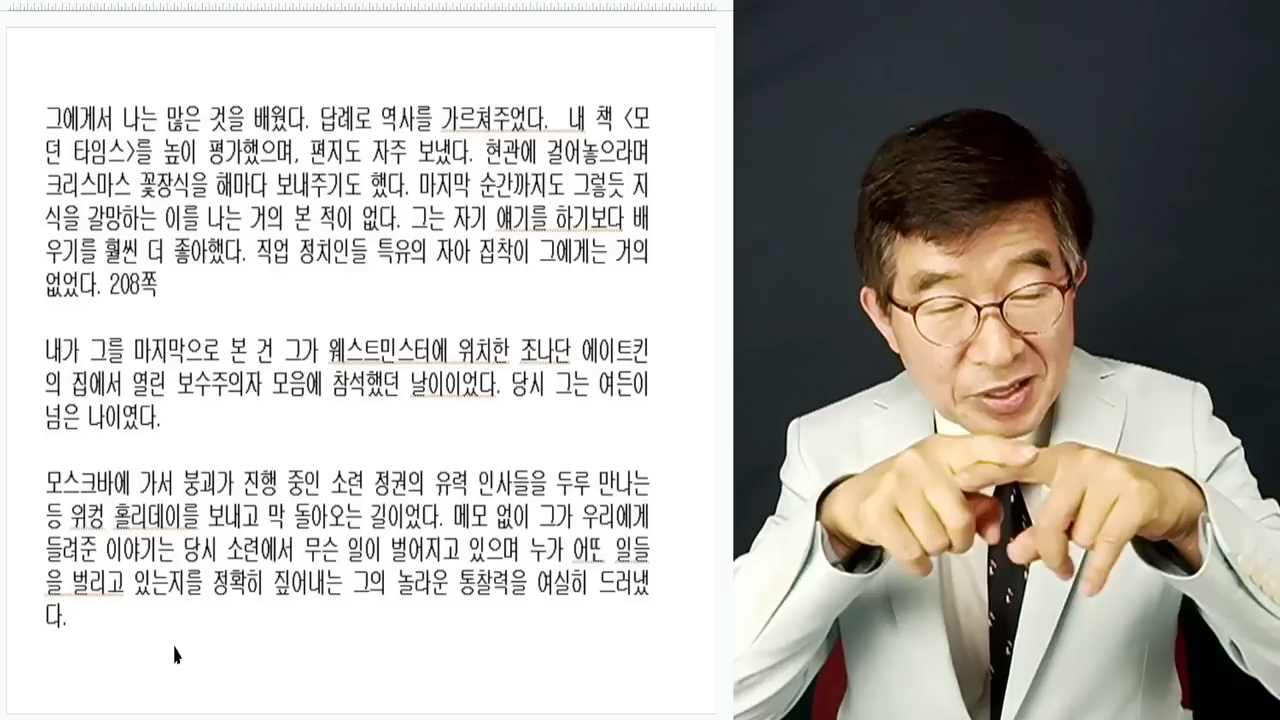 그에게서 나는 많은 것을 배웠다. 답례로 역사를 가르쳐주었다. 내 책 <모
던 타임스>를 높이 평가했으며, 편지도 자주 보냈다. 현관에 걸어놓으라며
크리스마스 꽃장식을 해마다 보내주기도 했다. 마지막 순간까지도 그렇듯 지
식을 갈망하는 이를 나는 거의 본 적이 없다. 그는 자기 얘기를 하기보다 배
우기를 훨씬 더 좋아했다. 직업 정치인들 특유의 자아 집착이 그에게는 거의
없었다. 208쪽
내가 그를 마지막으로 본 건 그가 웨스트민스터에 위치한 조나단 에이트킨
의 집에서 열린 보수주의자 모음에 참석했던 날이이었다. 당시 그는 여든이
넘은 나이였다.
모스크바에 가서 붕괴가 진행 중인 소련 정권의 유력 인사들을 두루 만나는
등 위컹 홀리데이를 보내고 막 돌아오는 길이었다. 메모 없이 그가 우리에게
들려준 이야기는 당시 소련에서 무슨 일이 벌어지고 있으며 누가 어떤 일들
을 벌리고 있는지를 정확히 짚어내는 그의 놀라운 통찰력을 여실히 드러냈
다.